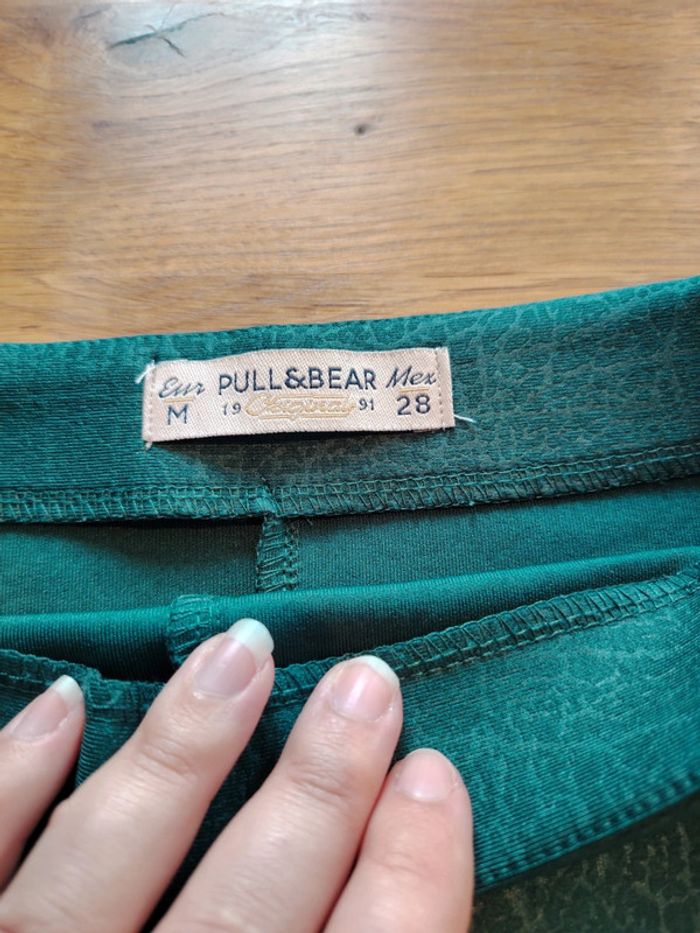 Eur PULL&BEAR Mex
M 19 Original 91 28